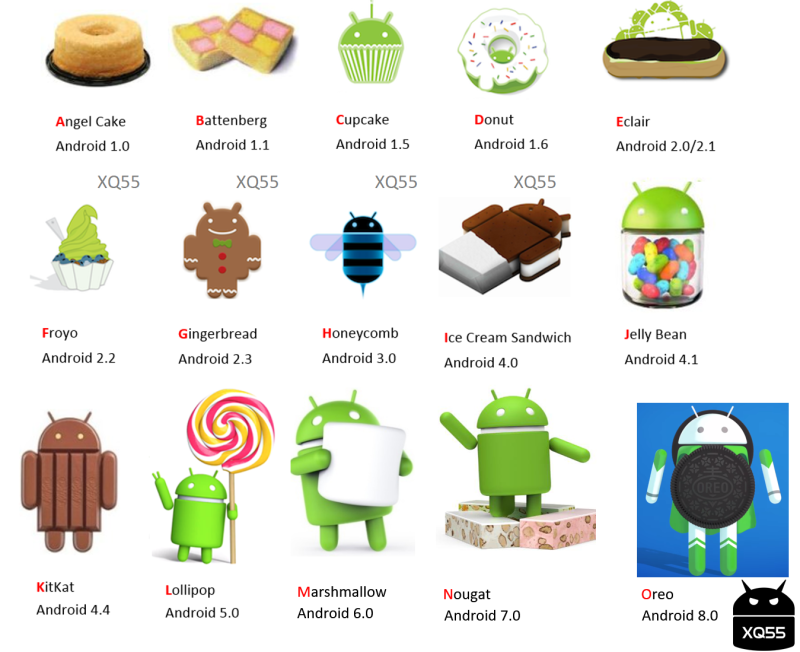 Angel Cake
Android 1.0
Battenberg
Android 1.1
Cupcake
Android 1.5
Donut
Android 1.6
Eclair
Android 2.0/2.1
XQ55
XQ55
XQ55
XQ55
Froyo
Android 2.2
Gingerbread
Android 2.3
Honeycomb
Android 3.0
Ice Cream Sandwich
Android 4.0
Jelly Bean
Android 4.1
OREO
KitKat
Android 4.4
Lollipop
Android 5.0
Marshmallow
Android 6.0
Nougat
Android 7.0
Oreo
Android 8.0
XQ55